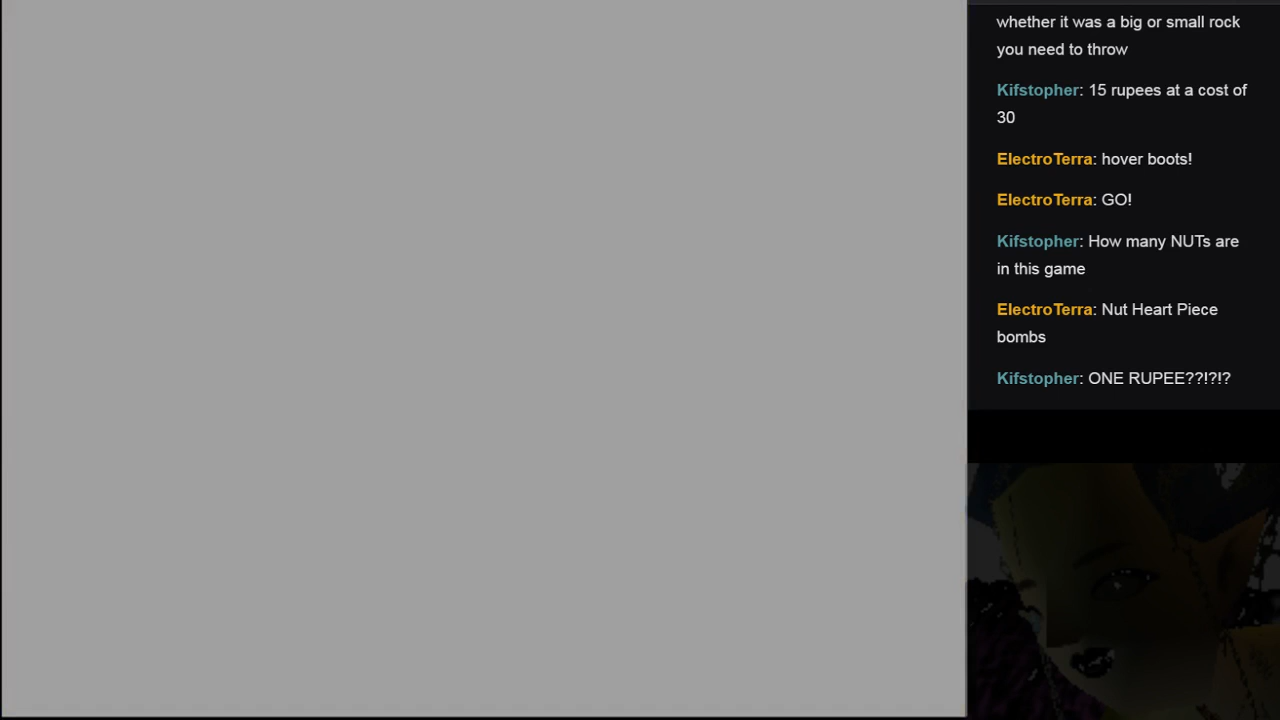 whether it was a big or small rock
you need to throw
Kifstopher: 15 rupees at a cost of
30
ElectroTerra: hover boots!
ElectroTerra: GO!
Kifstopher: How many NUTs are
in this game
ElectroTerra: Nut Heart Piece
bombs
Kifstopher: ONE RUPEE??!?!?